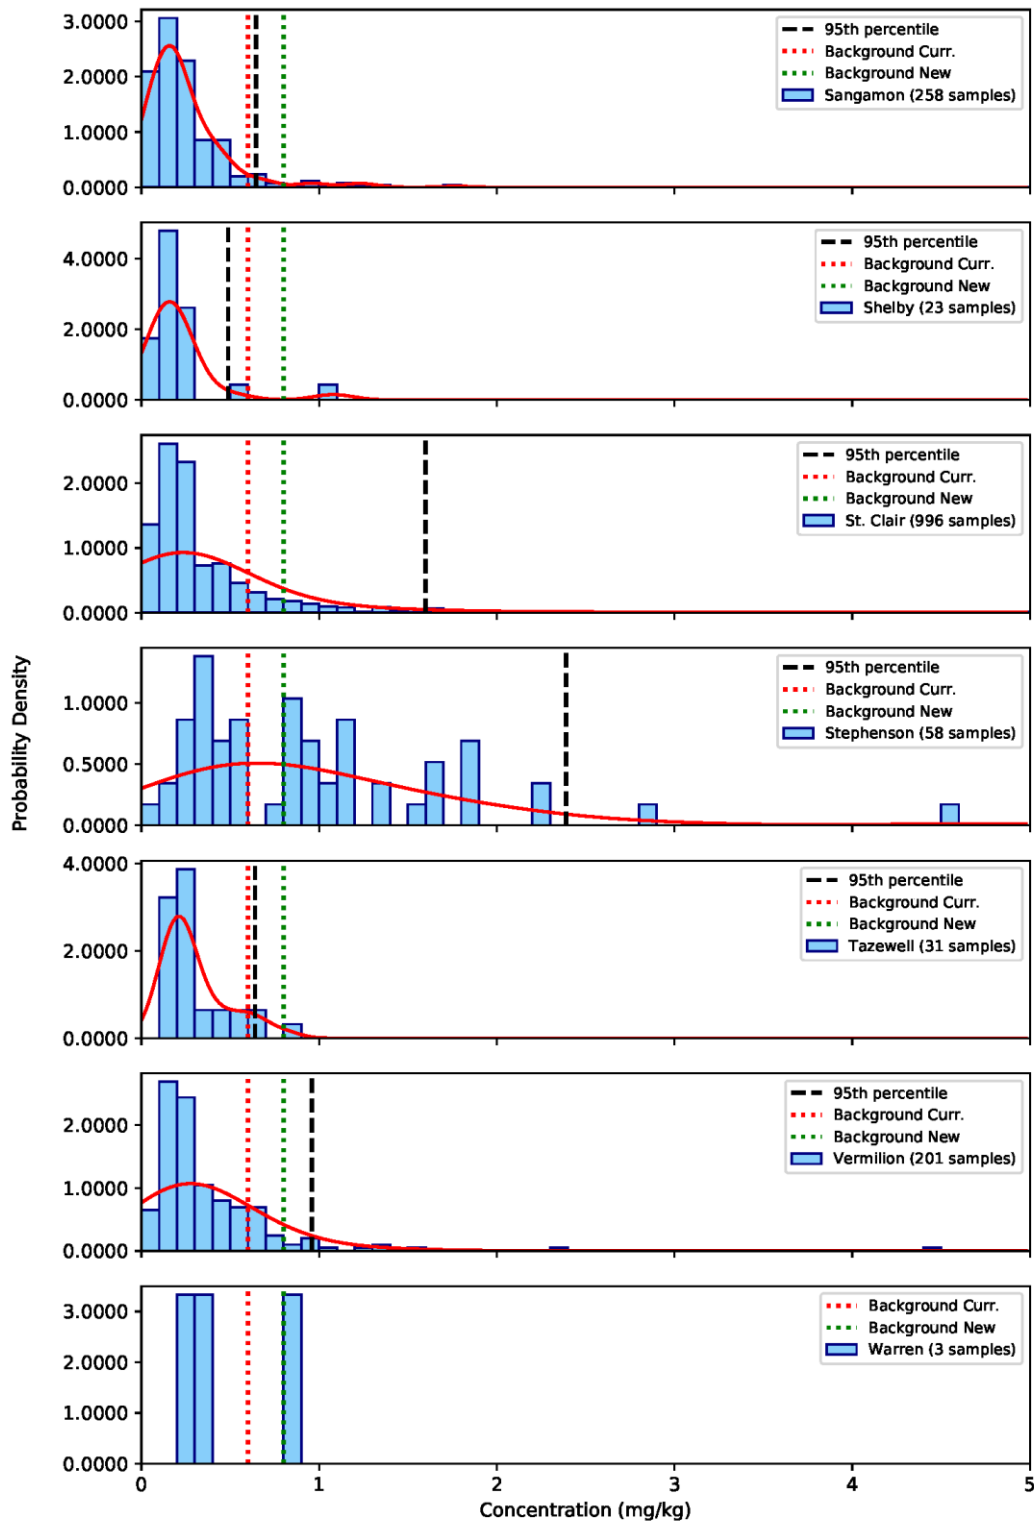 3.0000
2.0000
1.0000
0.0000
95th percentile
Background Curr.
Background New
Sangamon (258 samples)
4.0000
2.0000
0.0000
95th percentile
Background Curr.
Background New
Shelby (23 samples)
2.0000
1.0000
0.0000
95th percentile
Background Curr.
Background New
St. Clair (996 samples)
Probability Density
1.0000
0.5000
0.0000
95th percentile
Background Curr.
Background New
Stephenson (58 samples)
4.0000
2.0000
0.0000
95th percentile
Background Curr.
Background New
Tazewell (31 samples)
2.0000
1.0000
0.0000
95th percentile
Background Curr.
Background New
Vermilion (201 samples)
3.0000
2.0000
1.0000
0.0000
Background Curr.
Background New
Warren (3 samples)
0 1 2 3 4 5
Concentration (mg/kg)